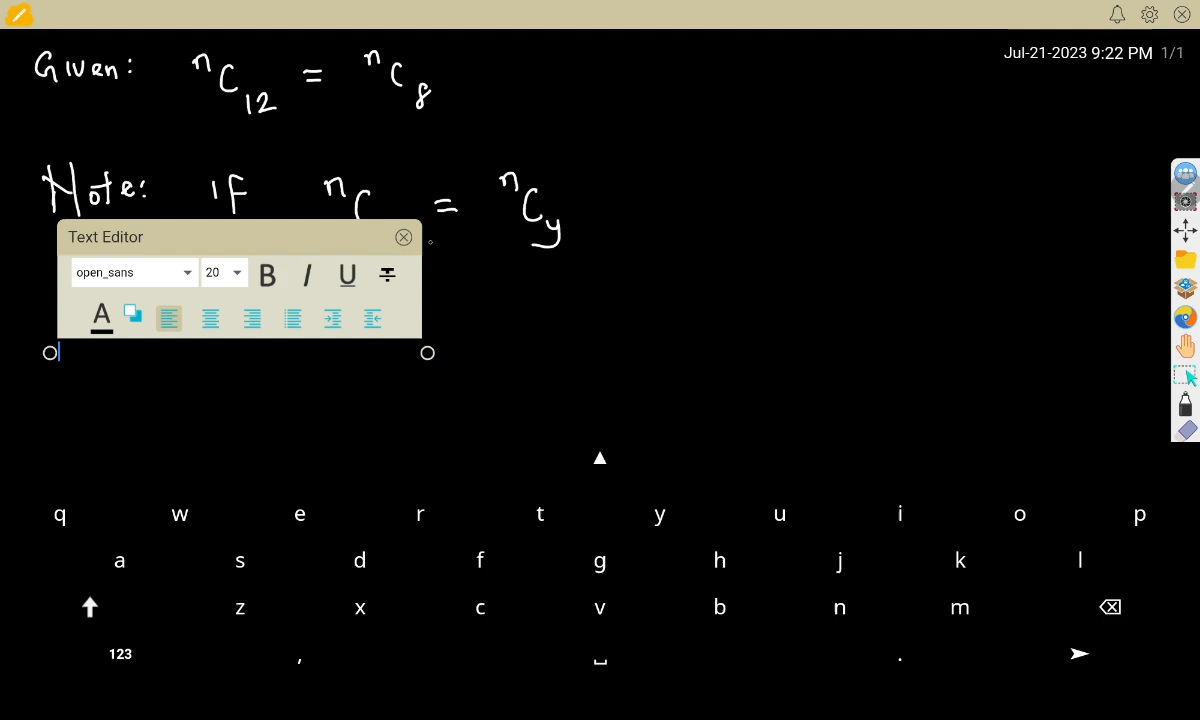 Jul-21-2023 9:22 PM 1/1
Given: ⁿC₁₂ = ⁿC₈
Note: IF ⁿC = ⁿCy
Text Editor
open_sans 20 B I U
A
q w e r t y u i o p
a s d f g h j k l
z x c v b n m
123 , .